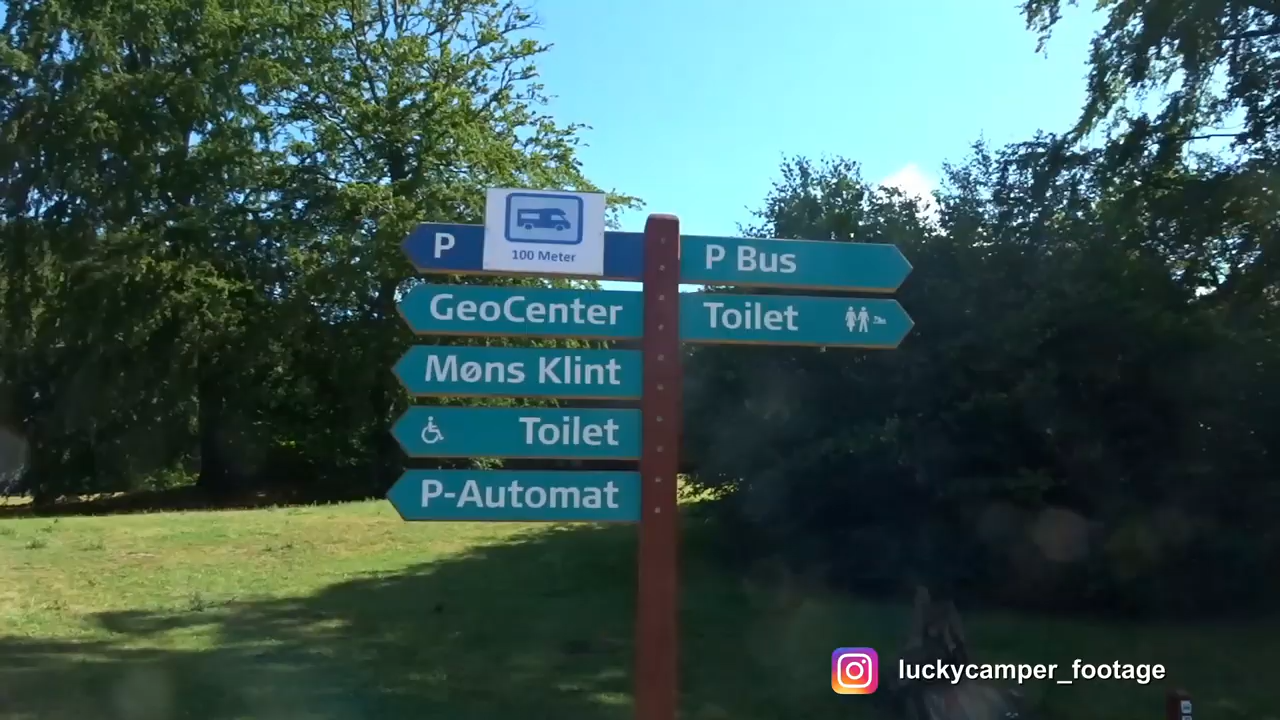 P
100 Meter
P Bus
GeoCenter
Toilet
Møns Klint
Toilet
P-Automat
luckycamper_footage